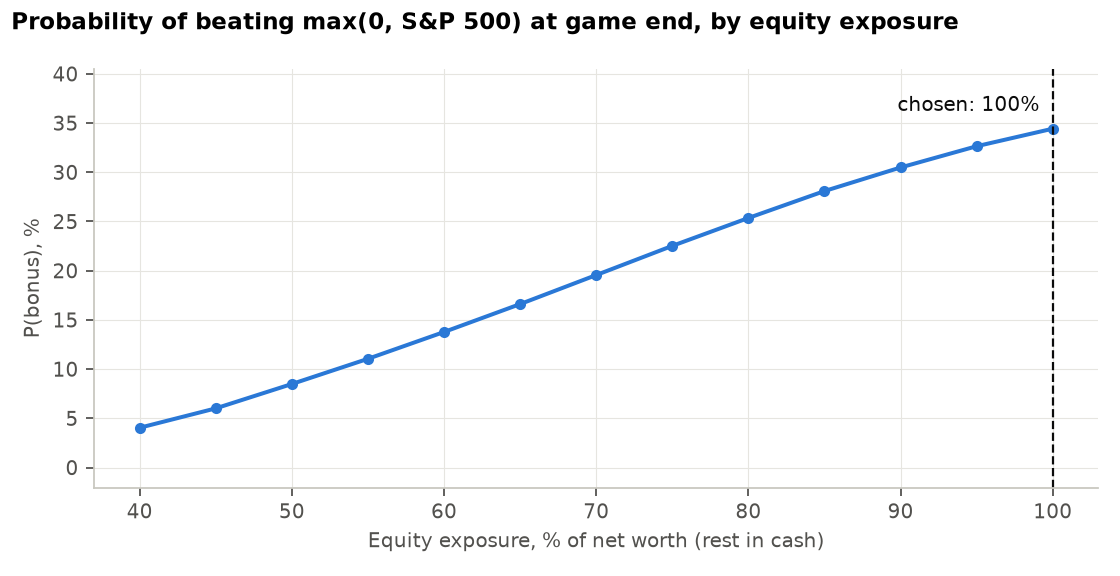 Probability of beating max(0, S&P 500) at game end, by equity exposure
40
35
30
25
20
15
10
5
0
P(bonus), %
chosen: 100%
40 50 60 70 80 90 100
Equity exposure, % of net worth (rest in cash)